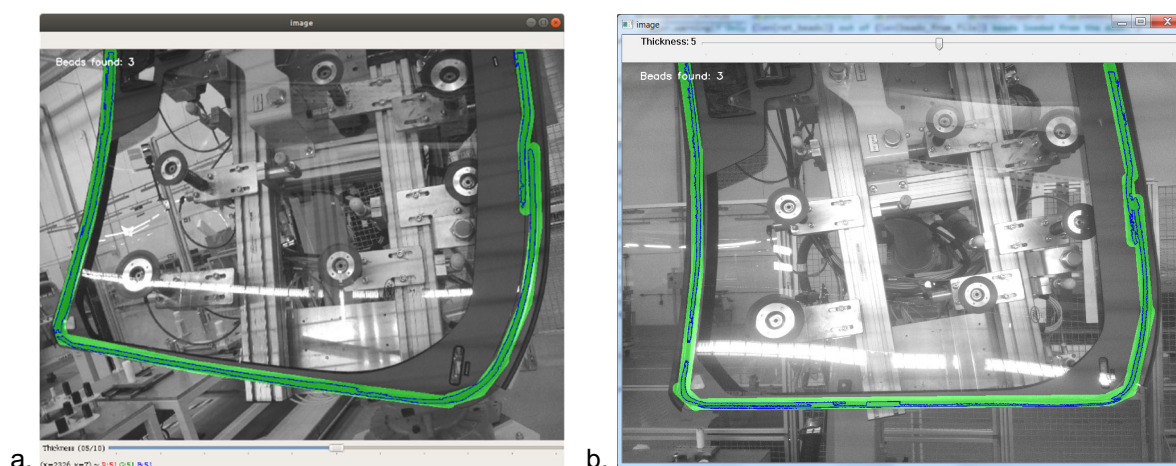 image
Beads found: 3
Thickness (05/10)
a.
image
Thickness: 5
Beads found: 3
b.